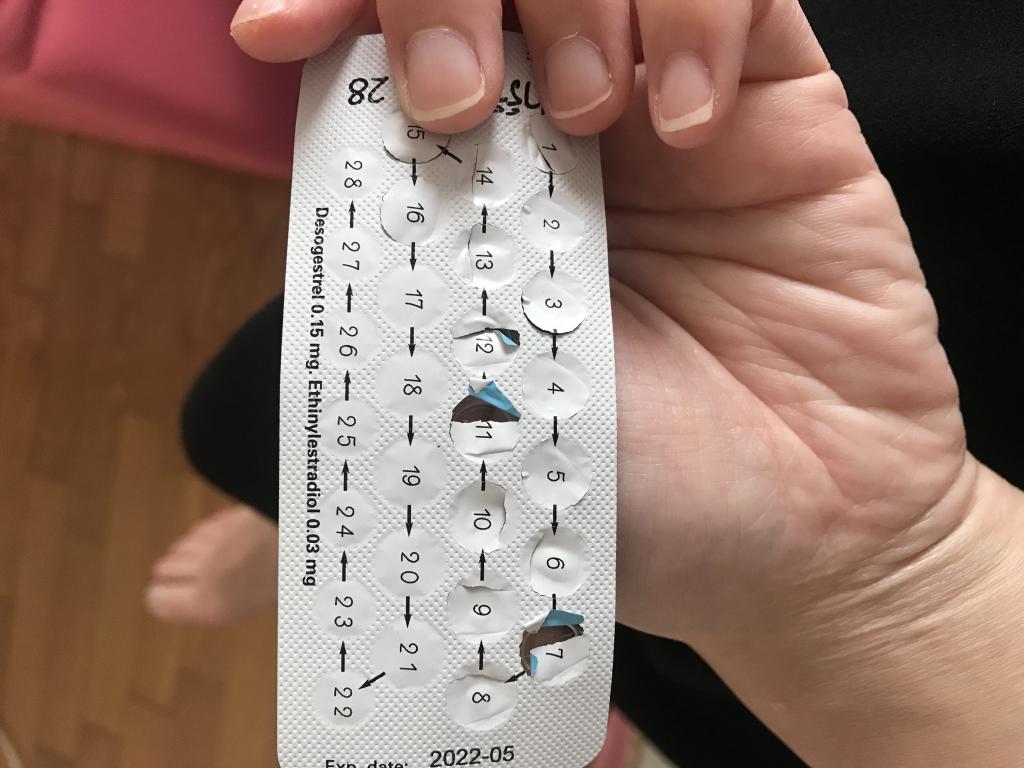 1 2 3 4 5 6 7
14 13 12 11 10 9 8
15 16 17 18 19 20 21
28 27 26 25 24 23 22
Desogestrel 0.15 mg. Ethinylestradiol 0.03 mg
28
Exp. date: 2022-05